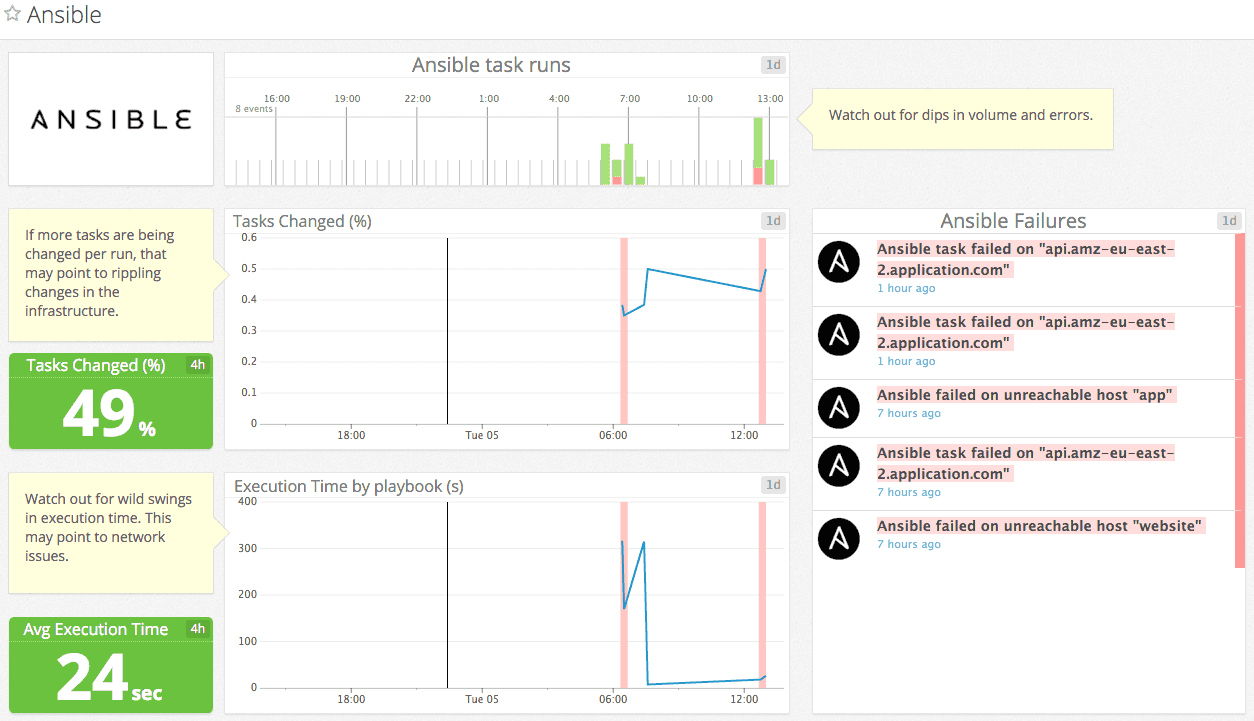 Ansible
ANSIBLE
Ansible task runs 1d
16:00 19:00 22:00 1:00 4:00 7:00 10:00 13:00
8 events
Watch out for dips in volume and errors.
If more tasks are being
changed per run, that
may point to rippling
changes in the
infrastructure.
Tasks Changed (%) 4h
49 %
Tasks Changed (%) 1d
0.6
0.5
0.4
0.3
0.2
0.1
0
18:00 Tue 05 06:00 12:00
Ansible Failures 1d
Ansible task failed on "api.amz-eu-east-
2.application.com"
1 hour ago
Ansible task failed on "api.amz-eu-east-
2.application.com"
1 hour ago
Ansible failed on unreachable host "app"
7 hours ago
Ansible task failed on "api.amz-eu-east-
2.application.com"
7 hours ago
Ansible failed on unreachable host "website"
7 hours ago
Watch out for wild swings
in execution time. This
may point to network
issues.
Avg Execution Time 4h
24 sec
Execution Time by playbook (s) 1d
400
300
200
100
0
18:00 Tue 05 06:00 12:00